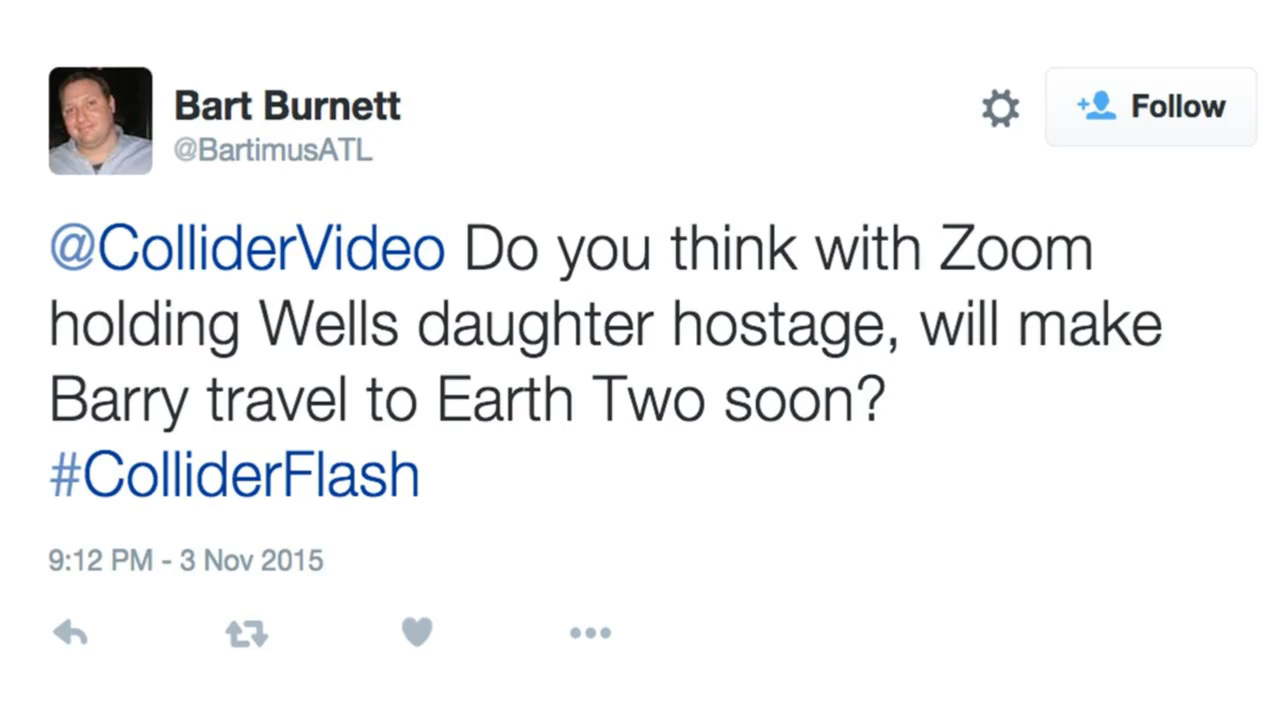 Bart Burnett
@BartimusATL
Follow
@ColliderVideo Do you think with Zoom
holding Wells daughter hostage, will make
Barry travel to Earth Two soon?
#ColliderFlash
9:12 PM - 3 Nov 2015